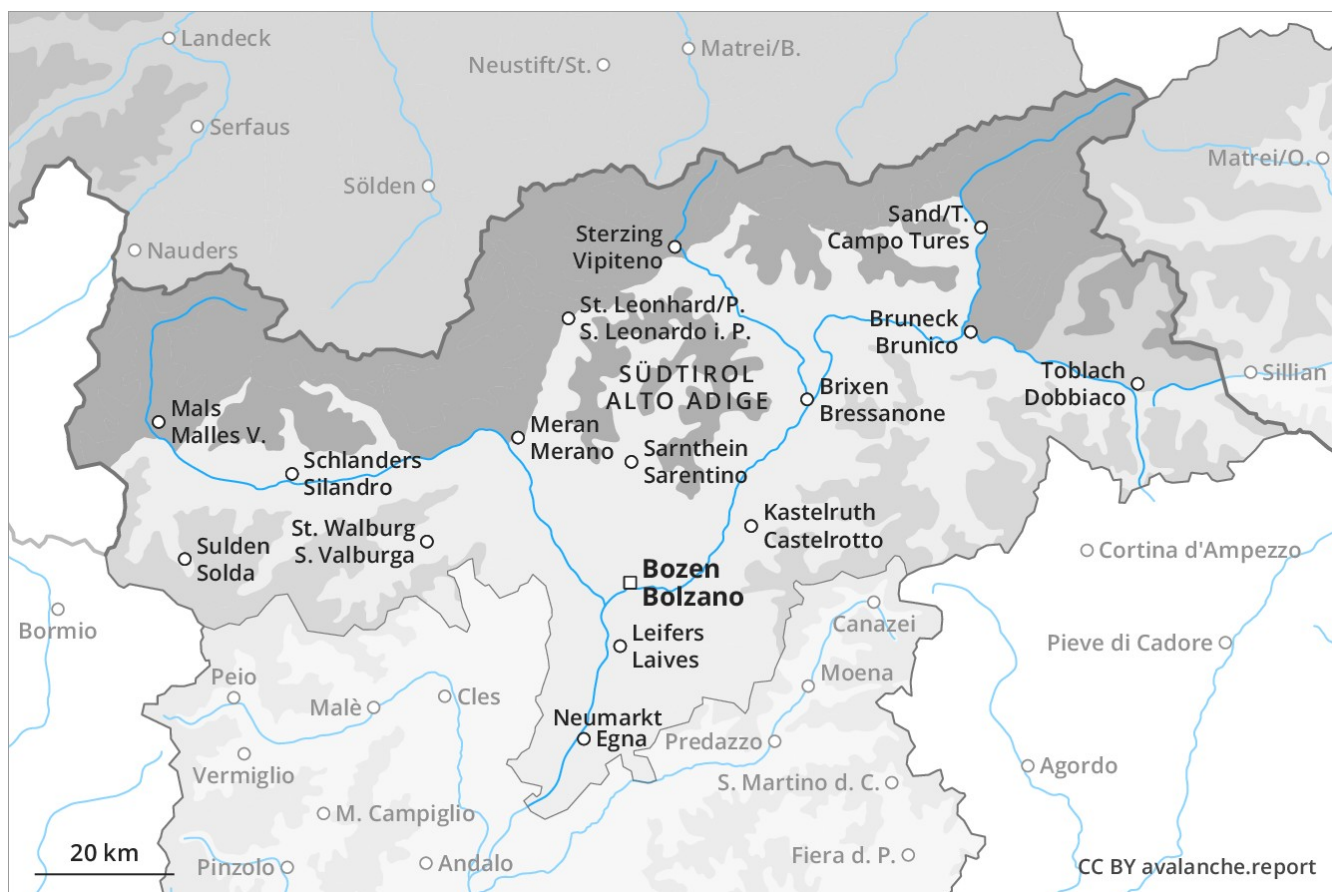 Landeck
Matrei/B.
Neustift/St.
Serfaus
Matrei/O.
Sölden
Sand/T.
Campo Tures
Sterzing
Vipiteno
Nauders
St. Leonhard/P.
S. Leonardo i. P.
Bruneck
Brunico
SÜDTIROL
ALTO ADIGE
Toblach
Dobbiaco
Sillian
Brixen
Bressanone
Mals
Malles V.
Meran
Merano
Sarnthein
Sarentino
Schlanders
Silandro
Kastelruth
Castelrotto
St. Walburg
S. Valburga
Sulden
Solda
Cortina d'Ampezzo
Bozen
Bolzano
Bormio
Canazei
Leifers
Laives
Pieve di Cadore
Peio
Moena
Malè
Cles
Neumarkt
Egna
Predazzo
Vermiglio
Agordo
S. Martino d. C.
M. Campiglio
20 km
Pinzolo
Andalo
Fiera d. P.
CC BY avalanche.report